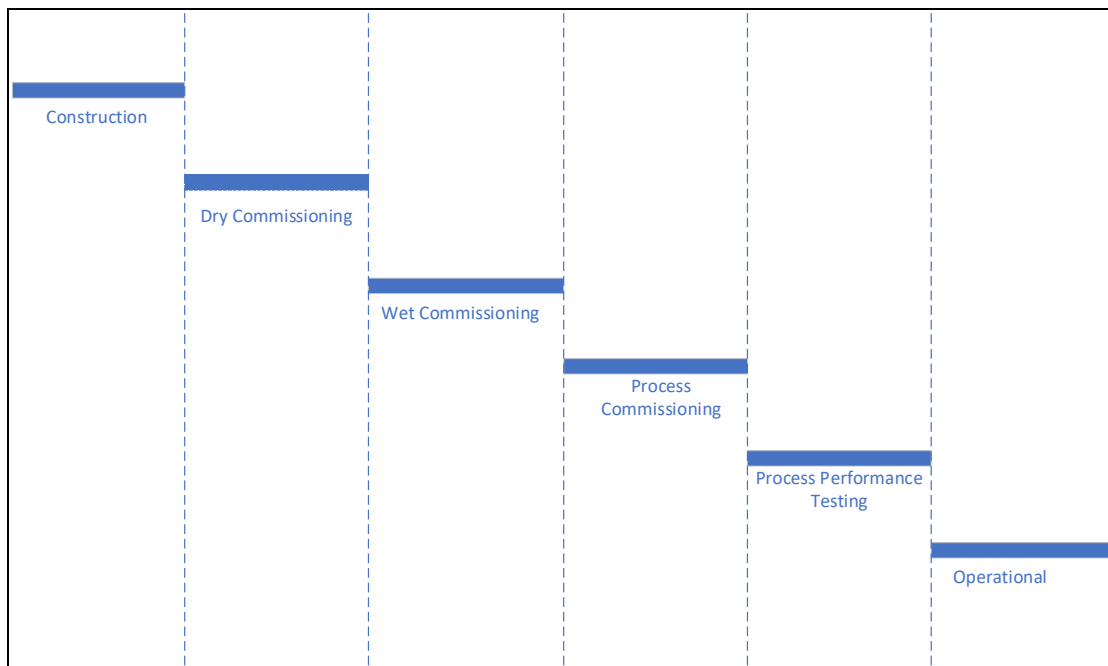 Construction
Dry Commissioning
Wet Commissioning
Process
Commissioning
Process Performance
Testing
Operational